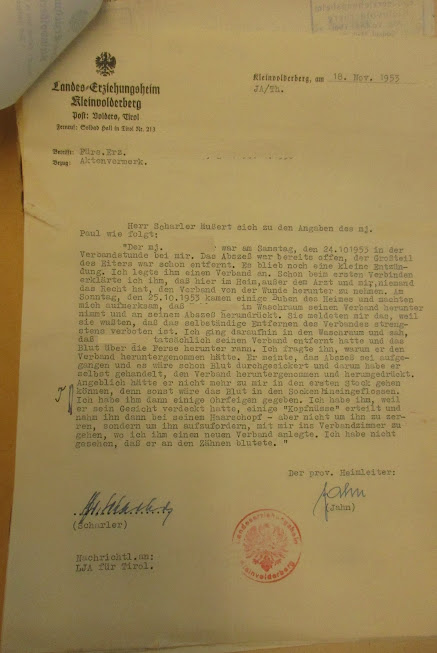 Landes-Erziehungsheim
Kleinvolderberg
Post: Volders, Tirol
Fernruf: Solbad Hall in Tirol Nr. 213
Kleinvolderberg, am 18. Nov. 1953
JA/Th.
Betrifft: Fürs.Erz.
Bezug: Aktenvermerk.
Herr Scharler äußert sich zu den Angaben des mj.
Paul wie folgt:
"Der mj. war am Samstag, den 24.10.1953 in der
Verbandstunde bei mir. Das Abszeß war bereits offen, der Großteil
des Eiters war schon entfernt. Es blieb noch eine kleine Entzün-
dung. Ich legte ihm einen Verband an. Schon beim ersten Verbinden
erklärte ich ihm, daß hier im Heim, außer dem Arzt und mir, niemand
das Recht hat, den Verband von der Wunde herunter zu nehmen. Am
Sonntag, den 25.10.1953 kamen einige Buben des Heimes und machten
mich aufmerksam, daß im Waschraum seinen Verband herunter
nimmt und an seinen Abszeß herumdrückt. Sie meldeten mir das, weil
sie wußten, daß das selbständige Entfernen des Verbandes streng-
stens verboten ist. Ich ging daraufhin in den Waschraum und sah,
daß tatsächlich seinen Verband entfernt hatte und das
Blut über die Ferse herunter rann. Ich fragte ihn, warum er den
Verband heruntergenommen hätte. Er meinte, das Abszeß sei aufge-
gangen und es wäre schon Blut durchgesickert und darum habe er
selbst gehandelt, den Verband heruntergenommen und herumgedrückt.
Angeblich hätte er nicht mehr zu mir in den ersten Stock gehen
können, denn sonst wäre das Blut in den Socken hineingeflossen.
Ich habe ihm dann einige Ohrfeigen gegeben. Ich habe ihm, weil
er sein Gesicht verdeckt hatte, einige "Kopfnüsse" erteilt und
nahm ihn dann bei seinem Haarschopf - aber nicht um ihn zu zer-
ren, sondern um ihn aufzufordern, mit mir ins Verbandzimmer zu
gehen, wo ich ihm einen neuen Verband anlegte. Ich habe nicht
gesehen, daß er an den Zähnen blutete. "
Der prov. Heimleiter:
Jahn
(Jahn)
(Scharler)
Landeserziehungsheim
Kleinvolderberg
Nachrichtl.an:
LJA für Tirol.